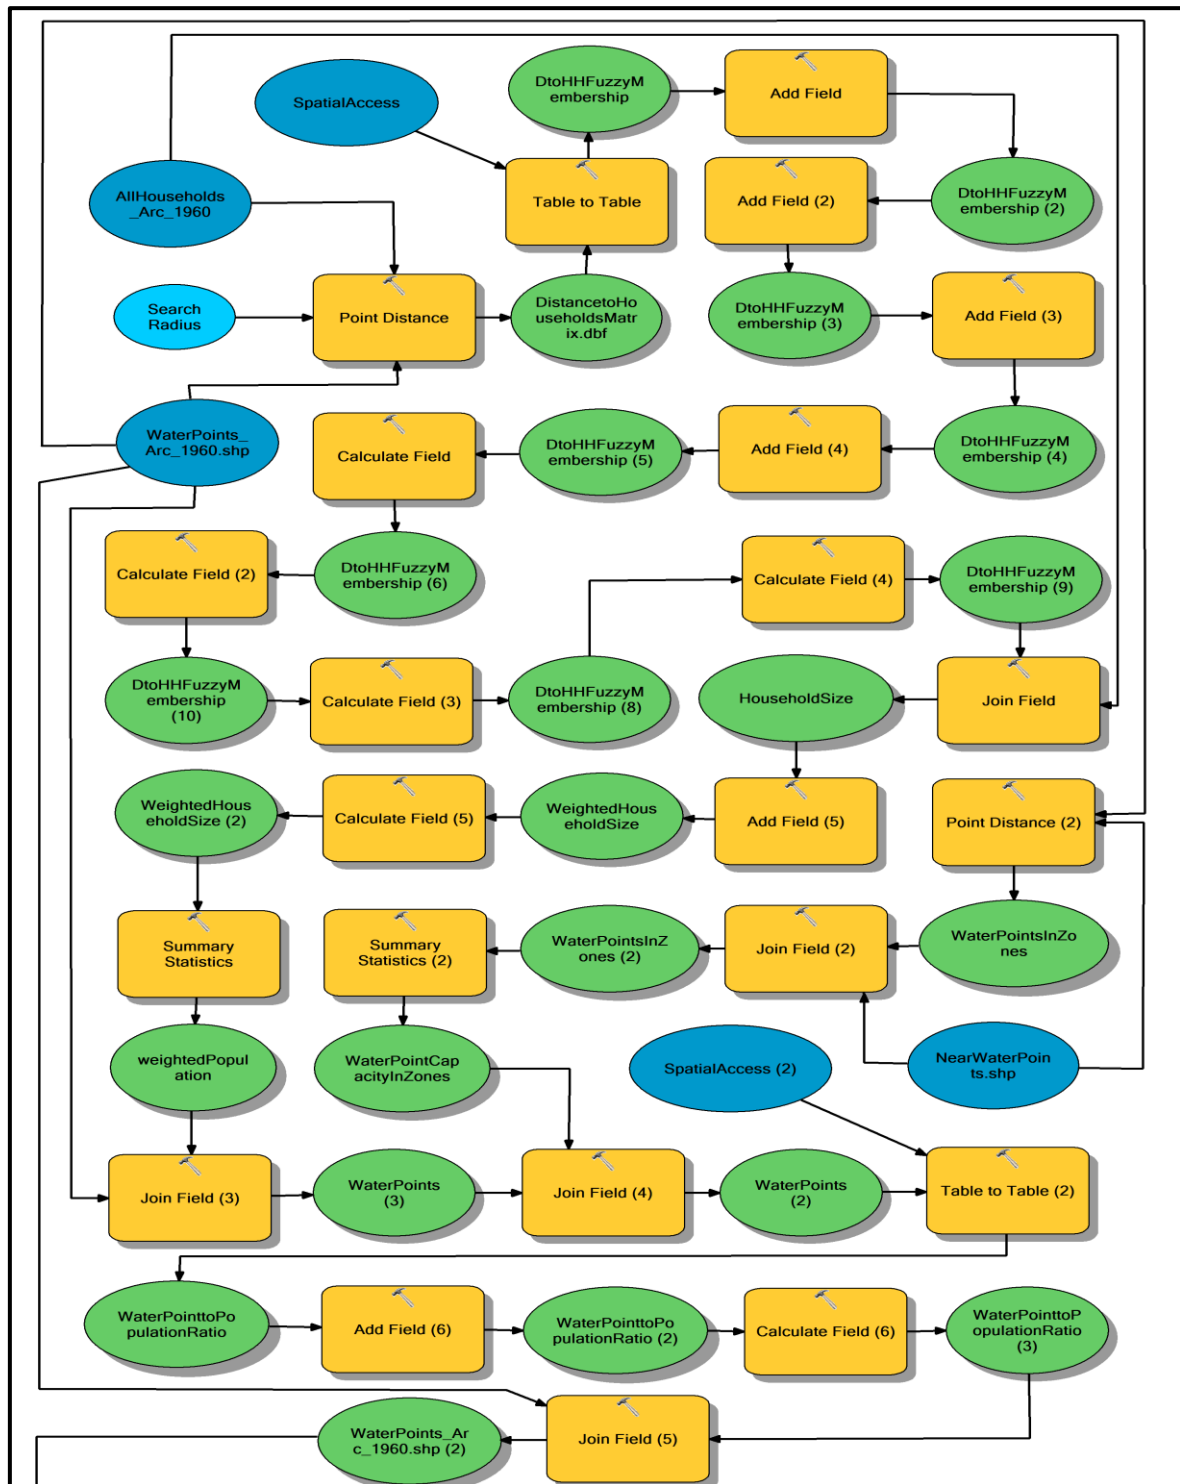 DtoHHFuzzyM
embership
Add Field
SpatialAccess
AllHouseholds
_Arc_1960
Table to Table
Add Field (2)
DtoHHFuzzyM
embership (2)
Search
Radius
Point Distance
DistancetoHo
useholdsMatr
ix.dbf
DtoHHFuzzyM
embership (3)
Add Field (3)
WaterPoints_
Arc_1960.shp
Calculate Field
DtoHHFuzzyM
embership (5)
Add Field (4)
DtoHHFuzzyM
embership (4)
Calculate Field (2)
DtoHHFuzzyM
embership (6)
Calculate Field (4)
DtoHHFuzzyM
embership (9)
DtoHHFuzzyM
embership
(10)
Calculate Field (3)
DtoHHFuzzyM
embership (8)
HouseholdSize
Join Field
WeightedHous
eholdSize (2)
Calculate Field (5)
WeightedHous
eholdSize
Add Field (5)
Point Distance (2)
Summary
Statistics
Summary
Statistics (2)
WaterPointsInZ
ones (2)
Join Field (2)
WaterPointsInZo
nes
weightedPopul
ation
WaterPointCap
acityInZones
SpatialAccess (2)
NearWaterPoin
ts.shp
Join Field (3)
WaterPoints
(3)
Join Field (4)
WaterPoints
(2)
Table to Table (2)
WaterPointtoPo
pulationRatio
Add Field (6)
WaterPointtoPo
pulationRatio (2)
Calculate Field (6)
WaterPointtoP
opulationRatio
(3)
WaterPoints_Ar
c_1960.shp (2)
Join Field (5)